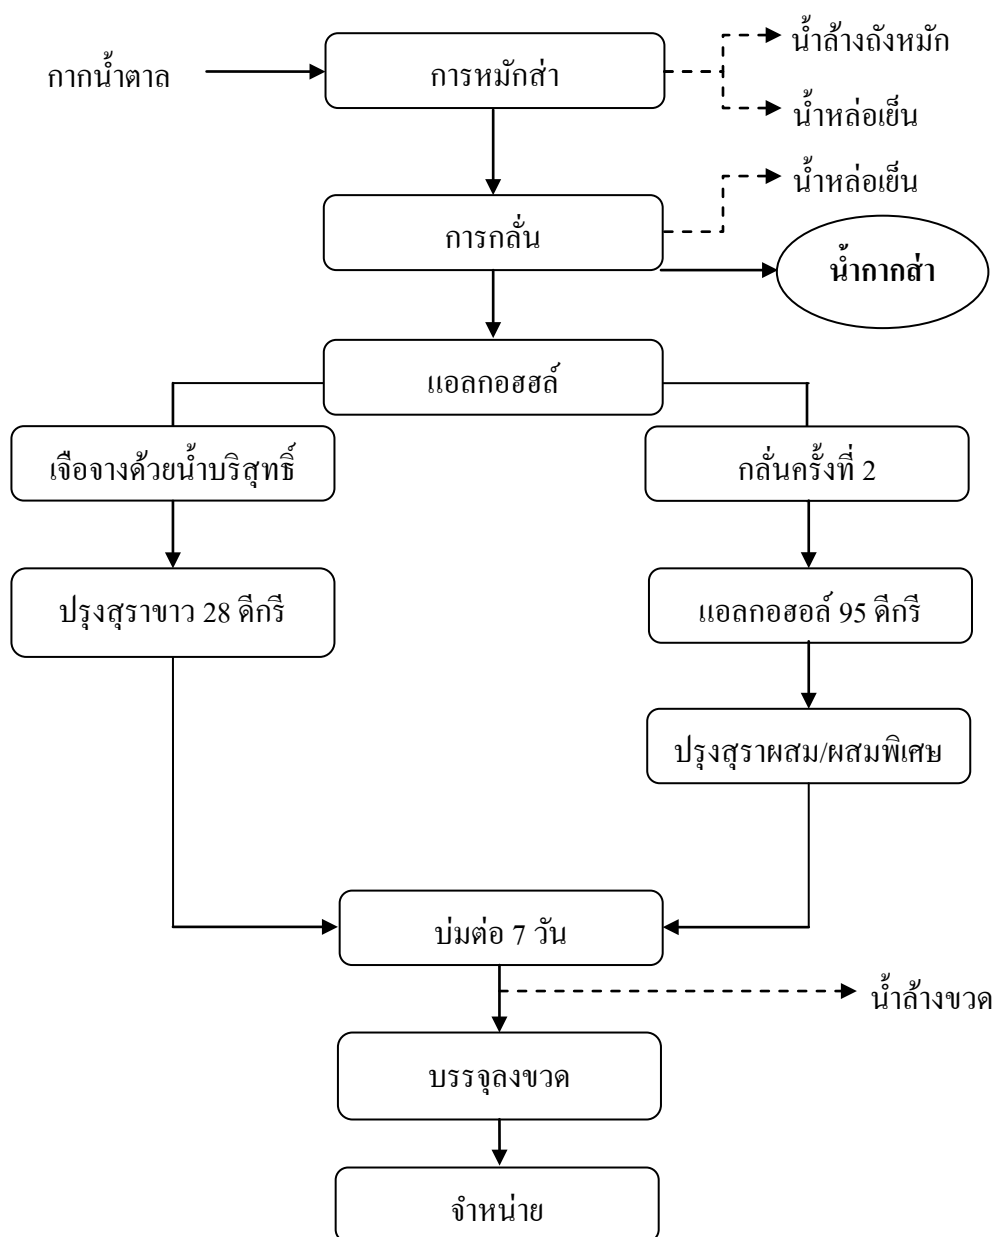 น้ำล้างถังหมัก
กากน้ำตาล
การหมักส่า
น้ำหล่อเย็น
น้ำหล่อเย็น
การกลั่น
น้ำกากส่า
แอลกอฮฮล์
เจือจางด้วยน้ำบริสุทธิ์
กลั่นครั้งที่ 2
ปรุงสุราขาว 28 ดีกรี
แอลกอฮอล์ 95 ดีกรี
ปรุงสุราผสม/ผสมพิเศษ
บ่มต่อ 7 วัน
น้ำล้างขวด
บรรจุลงขวด
จำหน่าย